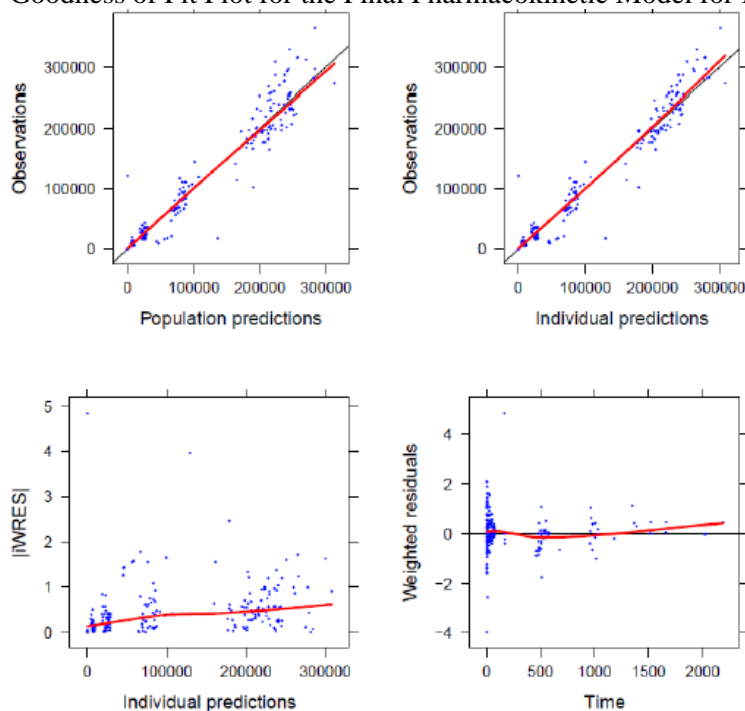 Goodness of Fit Plot for the Final Pharmacokinetic Model for
Observations
300000
200000
100000
0
0 100000 200000 300000
Population predictions
Observations
300000
200000
100000
0
0 100000 200000 300000
Individual predictions
|iWRES|
5
4
3
2
1
0
0 100000 200000 300000
Individual predictions
Weighted residuals
4
2
0
−2
−4
0 500 1000 1500 2000
Time